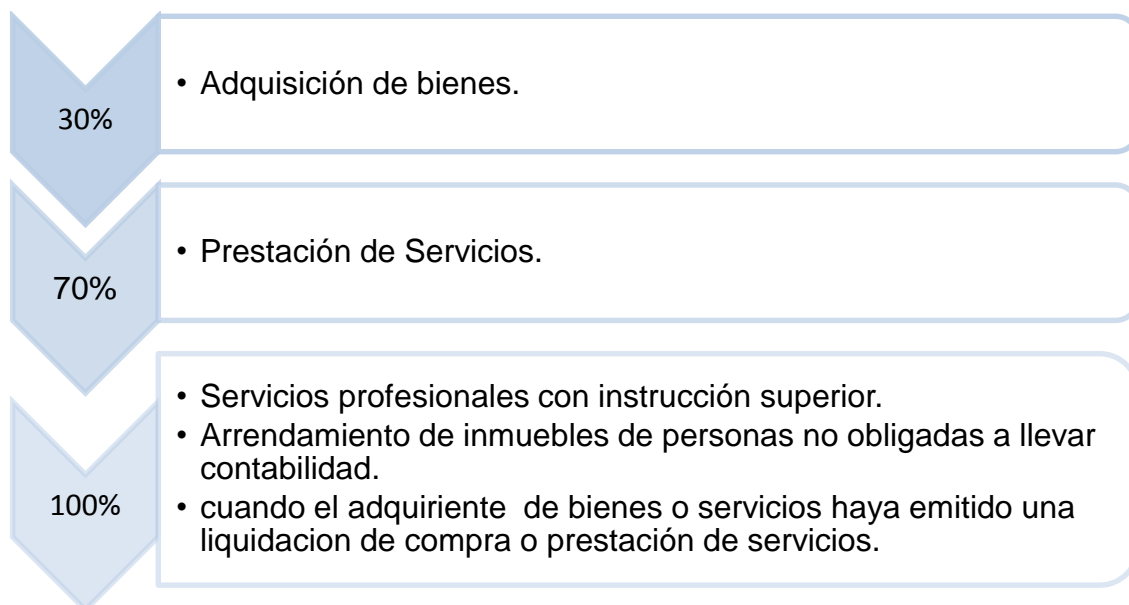 30%
• Adquisición de bienes.
70%
• Prestación de Servicios.
100%
• Servicios profesionales con instrucción superior.
• Arrendamiento de inmuebles de personas no obligadas a llevar
contabilidad.
• cuando el adquiriente de bienes o servicios haya emitido una
liquidacion de compra o prestación de servicios.